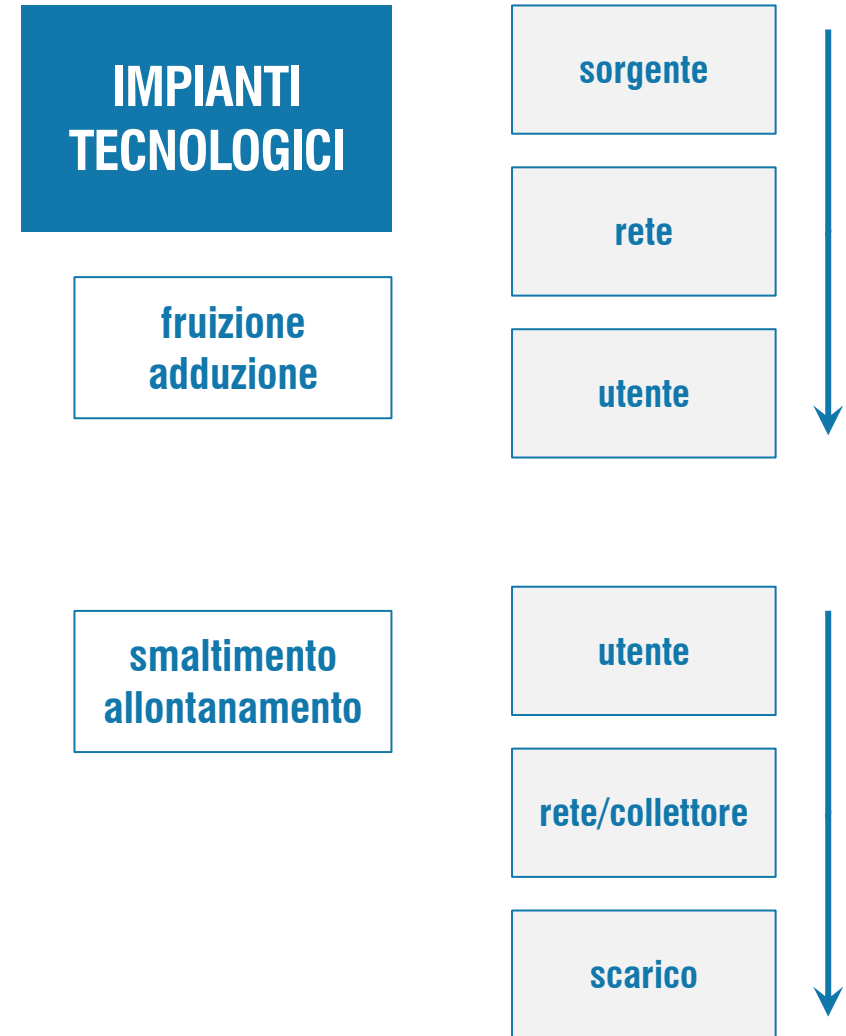 IMPIANTI
TECNOLOGICI
fruizione
adduzione
sorgente
rete
utente
smaltimento
allontanamento
utente
rete/collettore
scarico